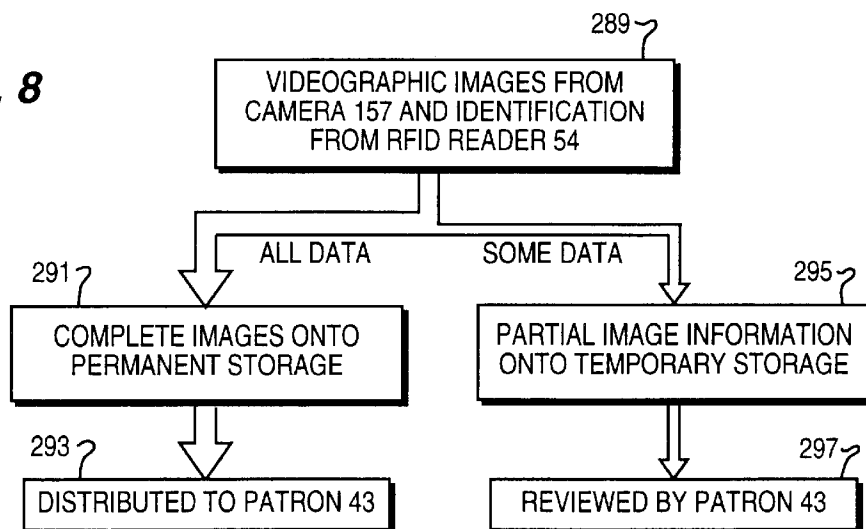 . 8
289
VIDEOGRAPHIC IMAGES FROM
CAMERA 157 AND IDENTIFICATION
FROM RFID READER 54
ALL DATA
SOME DATA
291
COMPLETE IMAGES ONTO
PERMANENT STORAGE
295
PARTIAL IMAGE INFORMATION
ONTO TEMPORARY STORAGE
293
DISTRIBUTED TO PATRON 43
297
REVIEWED BY PATRON 43